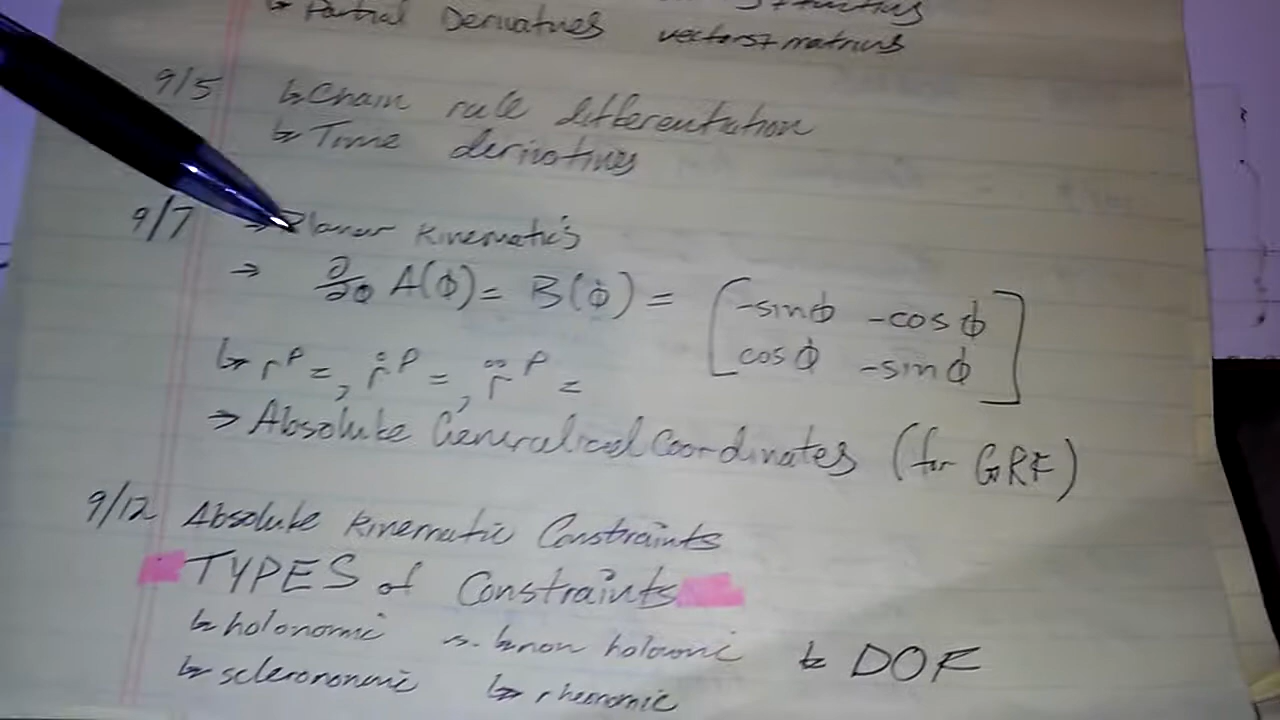 ↳ Partial Derivatives vectors+matrices
9/5 ↳ Chain rule differentiation
↳ Time derivatives
9/7 → Planar Kinematics
→ ∂/∂ϕ A(ϕ) = B(ϕ) = [-sinϕ -cosϕ
cosϕ -sinϕ]
↳ r^P = , ṙ^P = , r̈^P =
→ Absolute Generalized Coordinates (for GRF)
9/12 Absolute Kinematic Constraints
TYPES of Constraints
↳ holonomic vs. ↳ non holonomic ↳ DOF
↳ scleronomic ↳ rheonomic